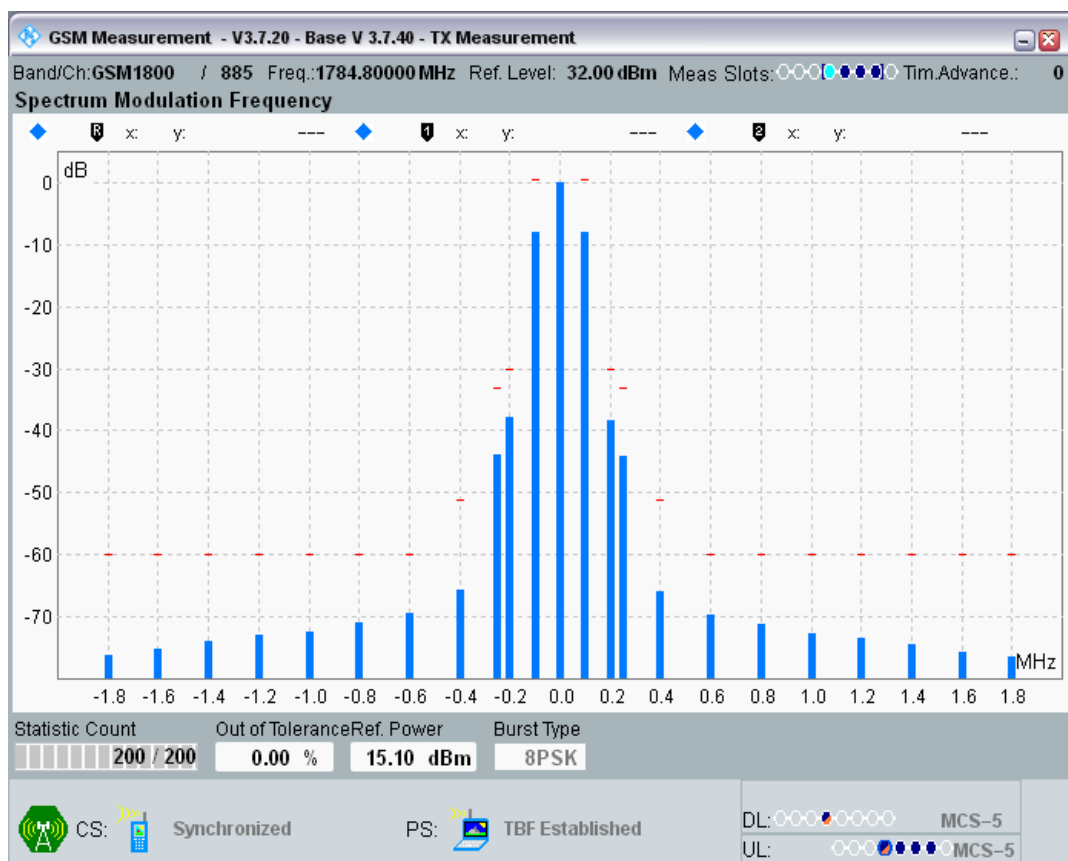 GSM Measurement - V3.7.20 - Base V 3.7.40 - TX Measurement
Band/Ch:GSM1800 / 885 Freq.:1784.80000 MHz Ref. Level: 32.00 dBm Meas Slots: Tim.Advance.: 0
Spectrum Modulation Frequency
R x: y: --- 1 x: y: --- 2 x: y: ---
dB
0
-10
-20
-30
-40
-50
-60
-70
MHz
-1.8 -1.6 -1.4 -1.2 -1.0 -0.8 -0.6 -0.4 -0.2 0.0 0.2 0.4 0.6 0.8 1.0 1.2 1.4 1.6 1.8
Statistic Count Out of Tolerance Ref. Power Burst Type
200 / 200 0.00 % 15.10 dBm 8PSK
CS: Synchronized PS: TBF Established
DL: MCS-5
UL: MCS-5